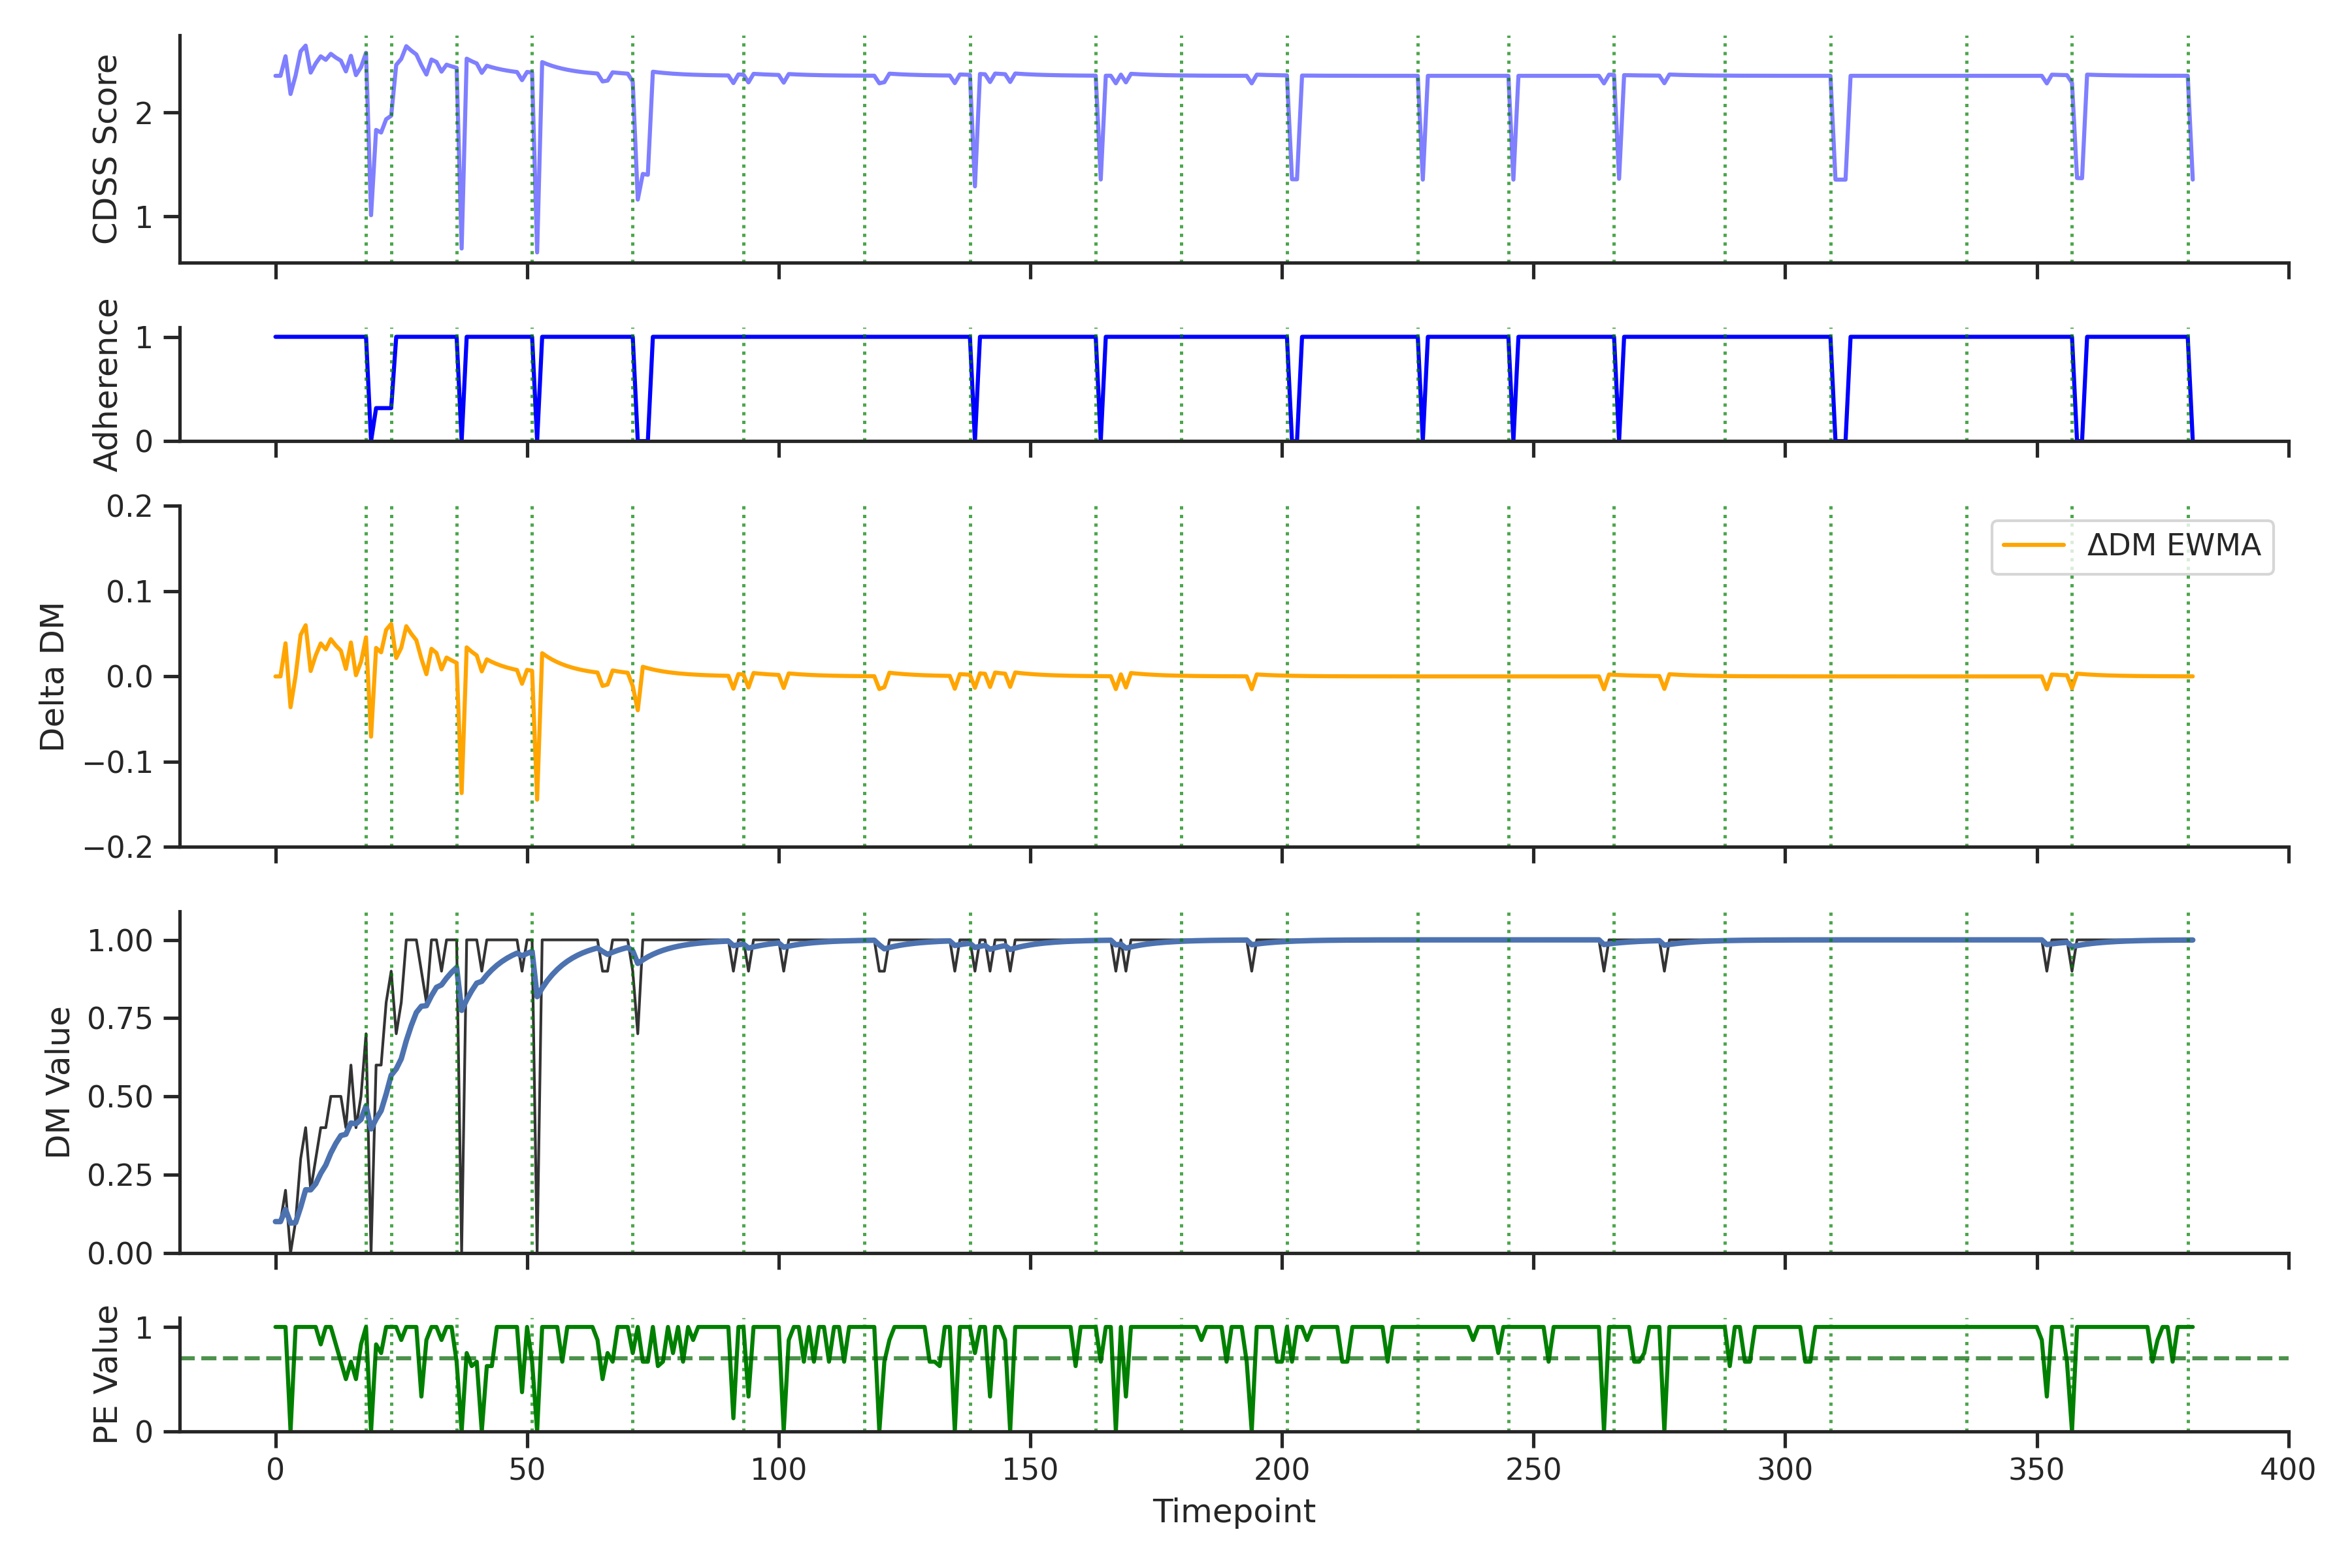 CDSS Score
2
1
Adherence
1
0
Delta DM
0.2
0.1
0.0
−0.1
−0.2
ΔDM EWMA
DM Value
1.00
0.75
0.50
0.25
0.00
PE Value
1
0
0 50 100 150 200 250 300 350 400
Timepoint